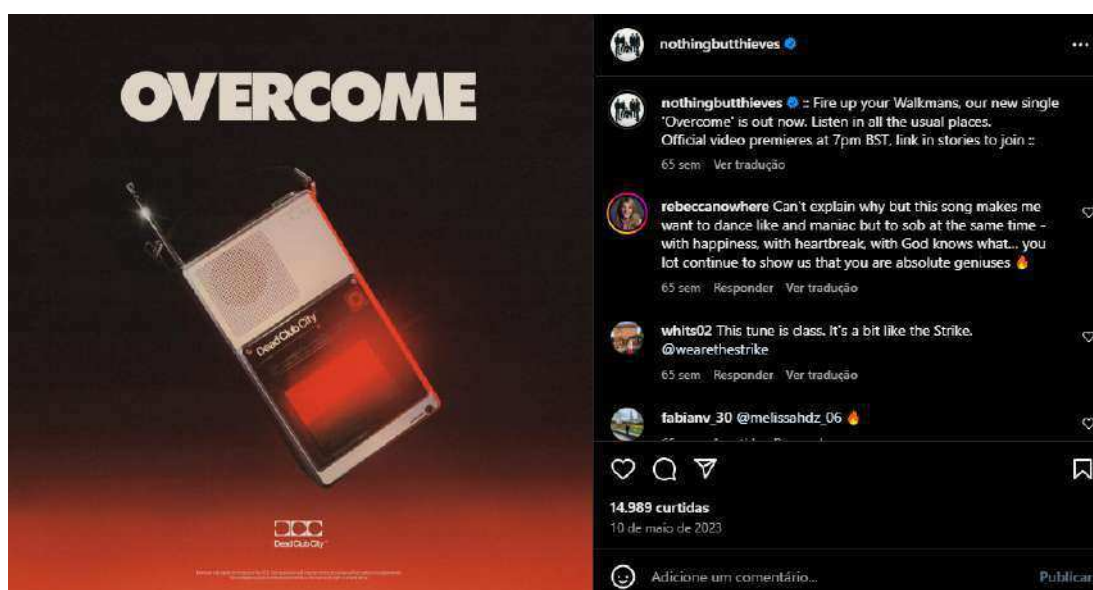 OVERCOME
Dead Club City
Dead Club City
nothingbutthieves
nothingbutthieves :: Fire up your Walkmans, our new single
'Overcome' is out now. Listen in all the usual places.
Official video premieres at 7pm BST, link in stories to join ::
65 sem Ver tradução
rebeccanowhere Can't explain why but this song makes me
want to dance like and maniac but to sob at the same time -
with happiness, with heartbreak, with God knows what... you
lot continue to show us that you are absolute geniuses 🔥
65 sem Responder Ver tradução
whits02 This tune is class. It's a bit like the Strike.
@wearethestrike
65 sem Responder Ver tradução
fabianv_30 @melissahdz_06 🔥
14.989 curtidas
10 de maio de 2023
Adicione um comentário...
Publicar